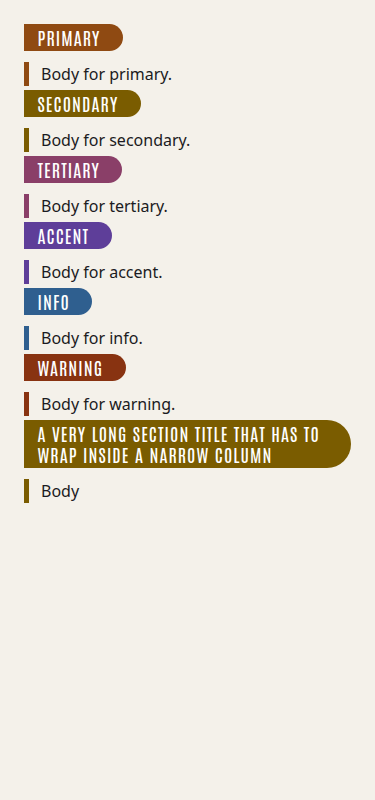 PRIMARY
Body for primary.
SECONDARY
Body for secondary.
TERTIARY
Body for tertiary.
ACCENT
Body for accent.
INFO
Body for info.
WARNING
Body for warning.
A VERY LONG SECTION TITLE THAT HAS TO
WRAP INSIDE A NARROW COLUMN
Body